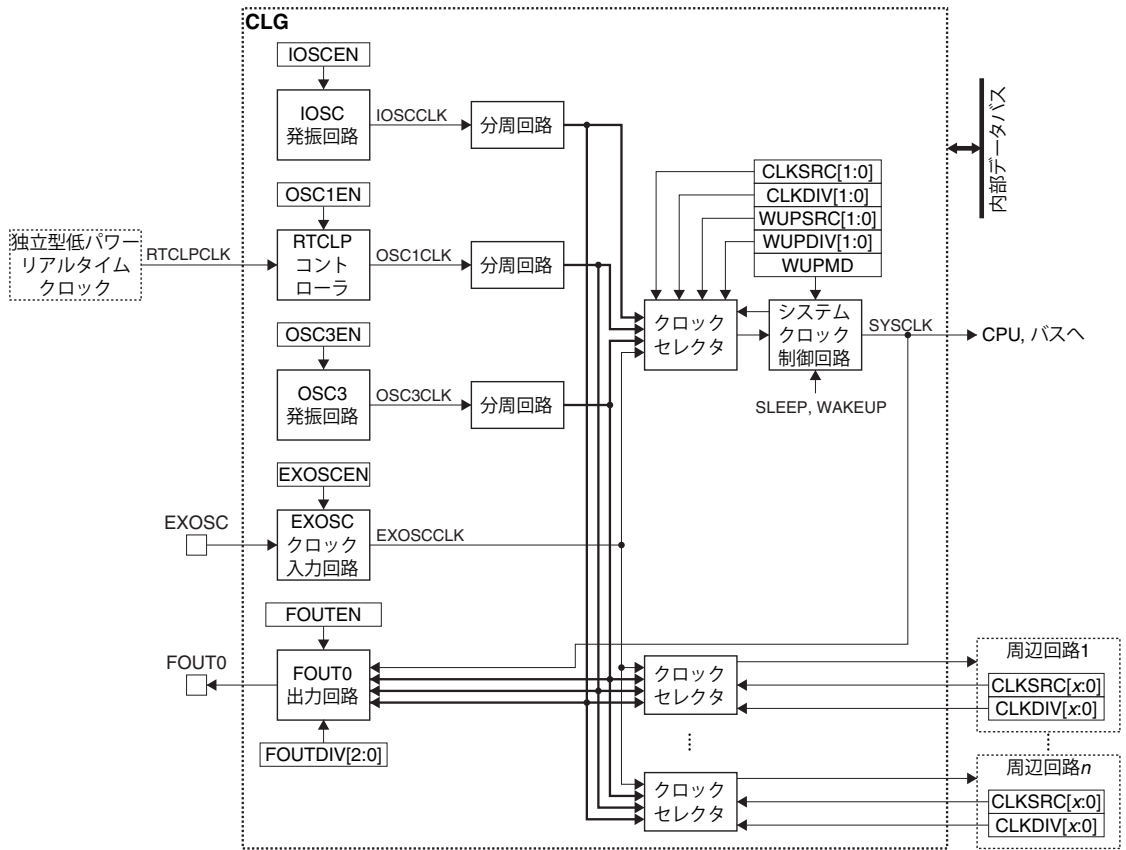 CLG
IOSCEN
IOSC
発振回路
IOSCCLK
分周回路
内部データバス
CLKSRC[1:0]
CLKDIV[1:0]
WUPSRC[1:0]
WUPDIV[1:0]
WUPMD
OSC1EN
独立型低パワー
リアルタイム
クロック
RTCLPCLK
RTCLP
コント
ローラ
OSC1CLK
分周回路
クロック
セレクタ
システム
クロック
制御回路
SYSCLK
CPU, バスへ
SLEEP, WAKEUP
OSC3EN
OSC3
発振回路
OSC3CLK
分周回路
EXOSCEN
EXOSC
EXOSC
クロック
入力回路
EXOSCCLK
FOUTEN
FOUT0
FOUT0
出力回路
FOUTDIV[2:0]
クロック
セレクタ
周辺回路1
CLKSRC[x:0]
CLKDIV[x:0]
クロック
セレクタ
周辺回路n
CLKSRC[x:0]
CLKDIV[x:0]